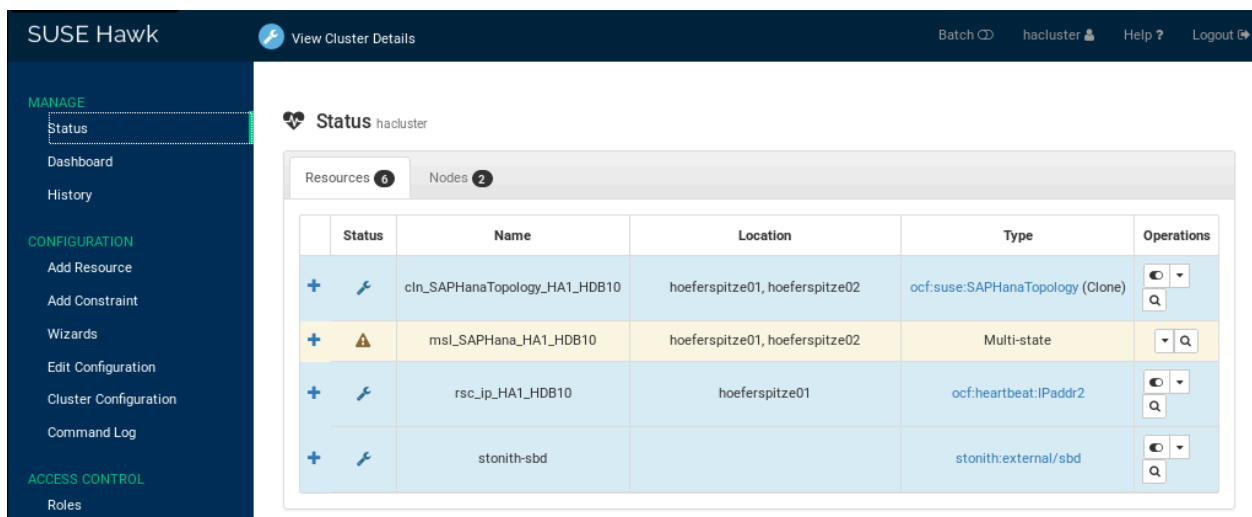 SUSE Hawk
View Cluster Details
Batch
hacluster
Help ?
Logout
MANAGE
Status
Dashboard
History
CONFIGURATION
Add Resource
Add Constraint
Wizards
Edit Configuration
Cluster Configuration
Command Log
ACCESS CONTROL
Roles
Status hacluster
Resources 6
Nodes 2
Status Name Location Type Operations
cln_SAPHanaTopology_HA1_HDB10 hoeferspitze01, hoeferspitze02 ocf:suse:SAPHanaTopology (Clone)
msl_SAPHana_HA1_HDB10 hoeferspitze01, hoeferspitze02 Multi-state
rsc_ip_HA1_HDB10 hoeferspitze01 ocf:heartbeat:IPaddr2
stonith-sbd stonith:external/sbd